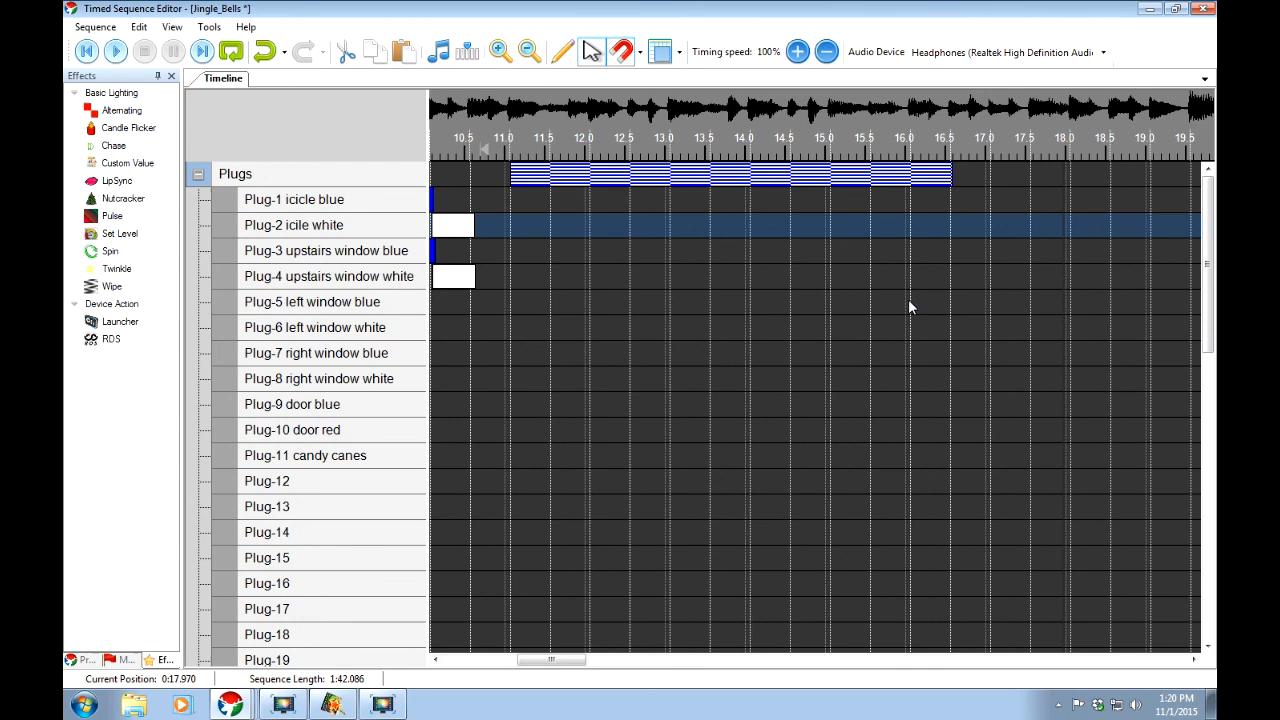 Timed Sequence Editor - [Jingle_Bells *]
Sequence Edit View Tools Help
Timing speed: 100% Audio Device Headphones (Realtek High Definition Audi
Effects
Timeline
Basic Lighting
Alternating
Candle Flicker
Chase
Custom Value
LipSync
Nutcracker
Pulse
Set Level
Spin
Twinkle
Wipe
Device Action
Launcher
RDS
10.5 11.0 11.5 12.0 12.5 13.0 13.5 14.0 14.5 15.0 15.5 16.0 16.5 17.0 17.5 18.0 18.5 19.0 19.5
Plugs
Plug-1 icicle blue
Plug-2 icile white
Plug-3 upstairs window blue
Plug-4 upstairs window white
Plug-5 left window blue
Plug-6 left window white
Plug-7 right window blue
Plug-8 right window white
Plug-9 door blue
Plug-10 door red
Plug-11 candy canes
Plug-12
Plug-13
Plug-14
Plug-15
Plug-16
Plug-17
Plug-18
Plug-19
Pr... M... Ef...
Current Position: 0:17.970 Sequence Length: 1:42.086
1:20 PM
11/1/2015